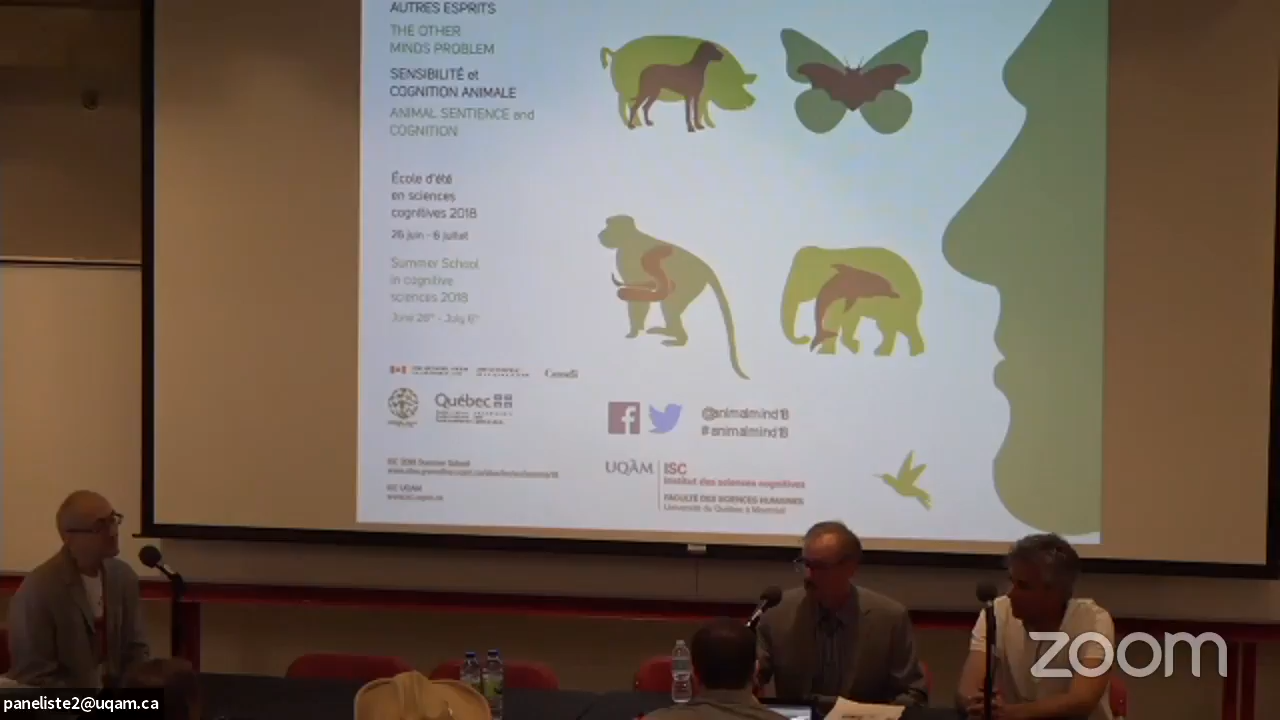 AUTRES ESPRITS
THE OTHER
MINDS PROBLEM
SENSIBILITÉ et
COGNITION ANIMALE
ANIMAL SENTIENCE and
COGNITION
École d'été
en sciences
cognitives 2018
26 juin - 6 juillet
Summer School
in cognitive
sciences 2018
June 26th - July 6th
Canada
Québec
@animalmind18
#animalmind18
ISC 2018 Summer School
UQÀM
ISC
Institut des sciences cognitives
FACULTÉ DES SCIENCES HUMAINES
Université du Québec à Montréal
ISC UQAM
www.isc.uqam.ca
zoom
paneliste2@uqam.ca